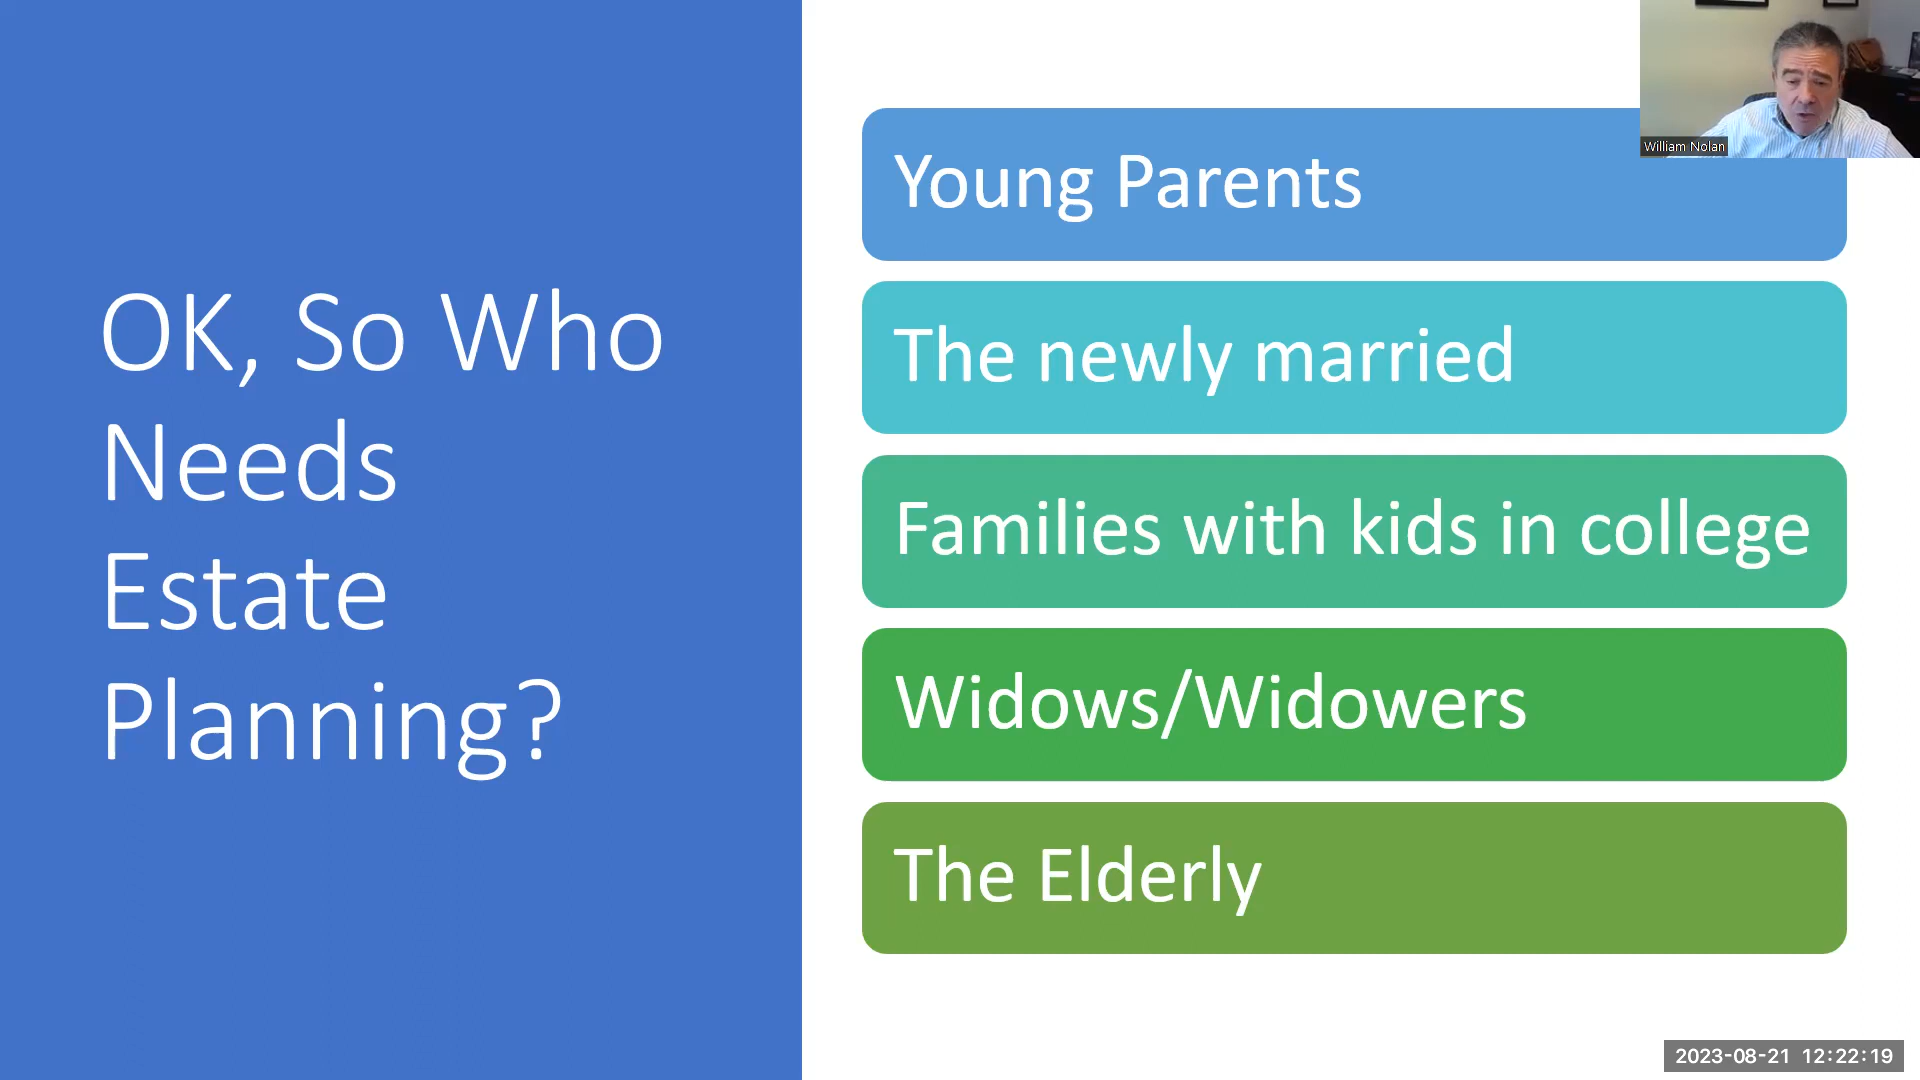 OK, So Who
Needs
Estate
Planning?
Young Parents
The newly married
Families with kids in college
Widows/Widowers
The Elderly
William Nolan
2023-08-21 12:22:19